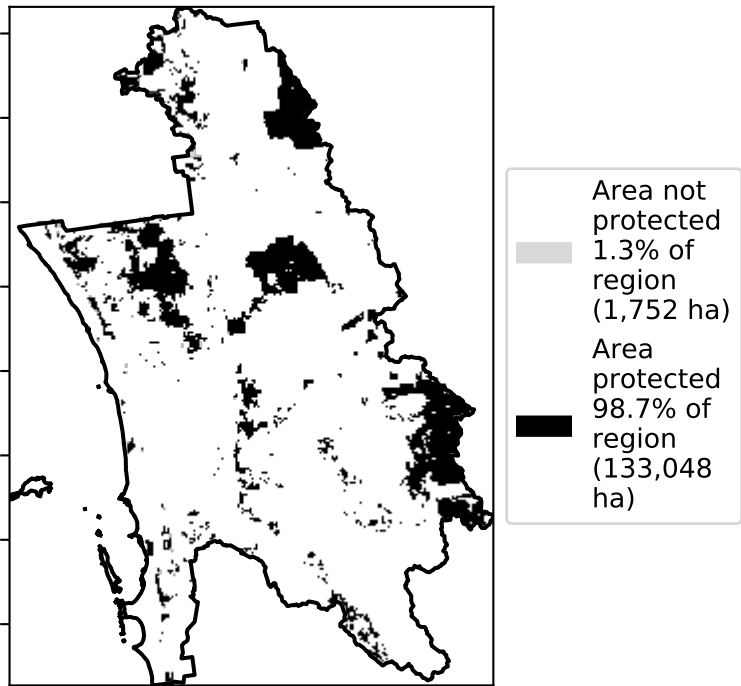 Area not
protected
1.3% of
region
(1,752 ha)
Area
protected
98.7% of
region
(133,048
ha)